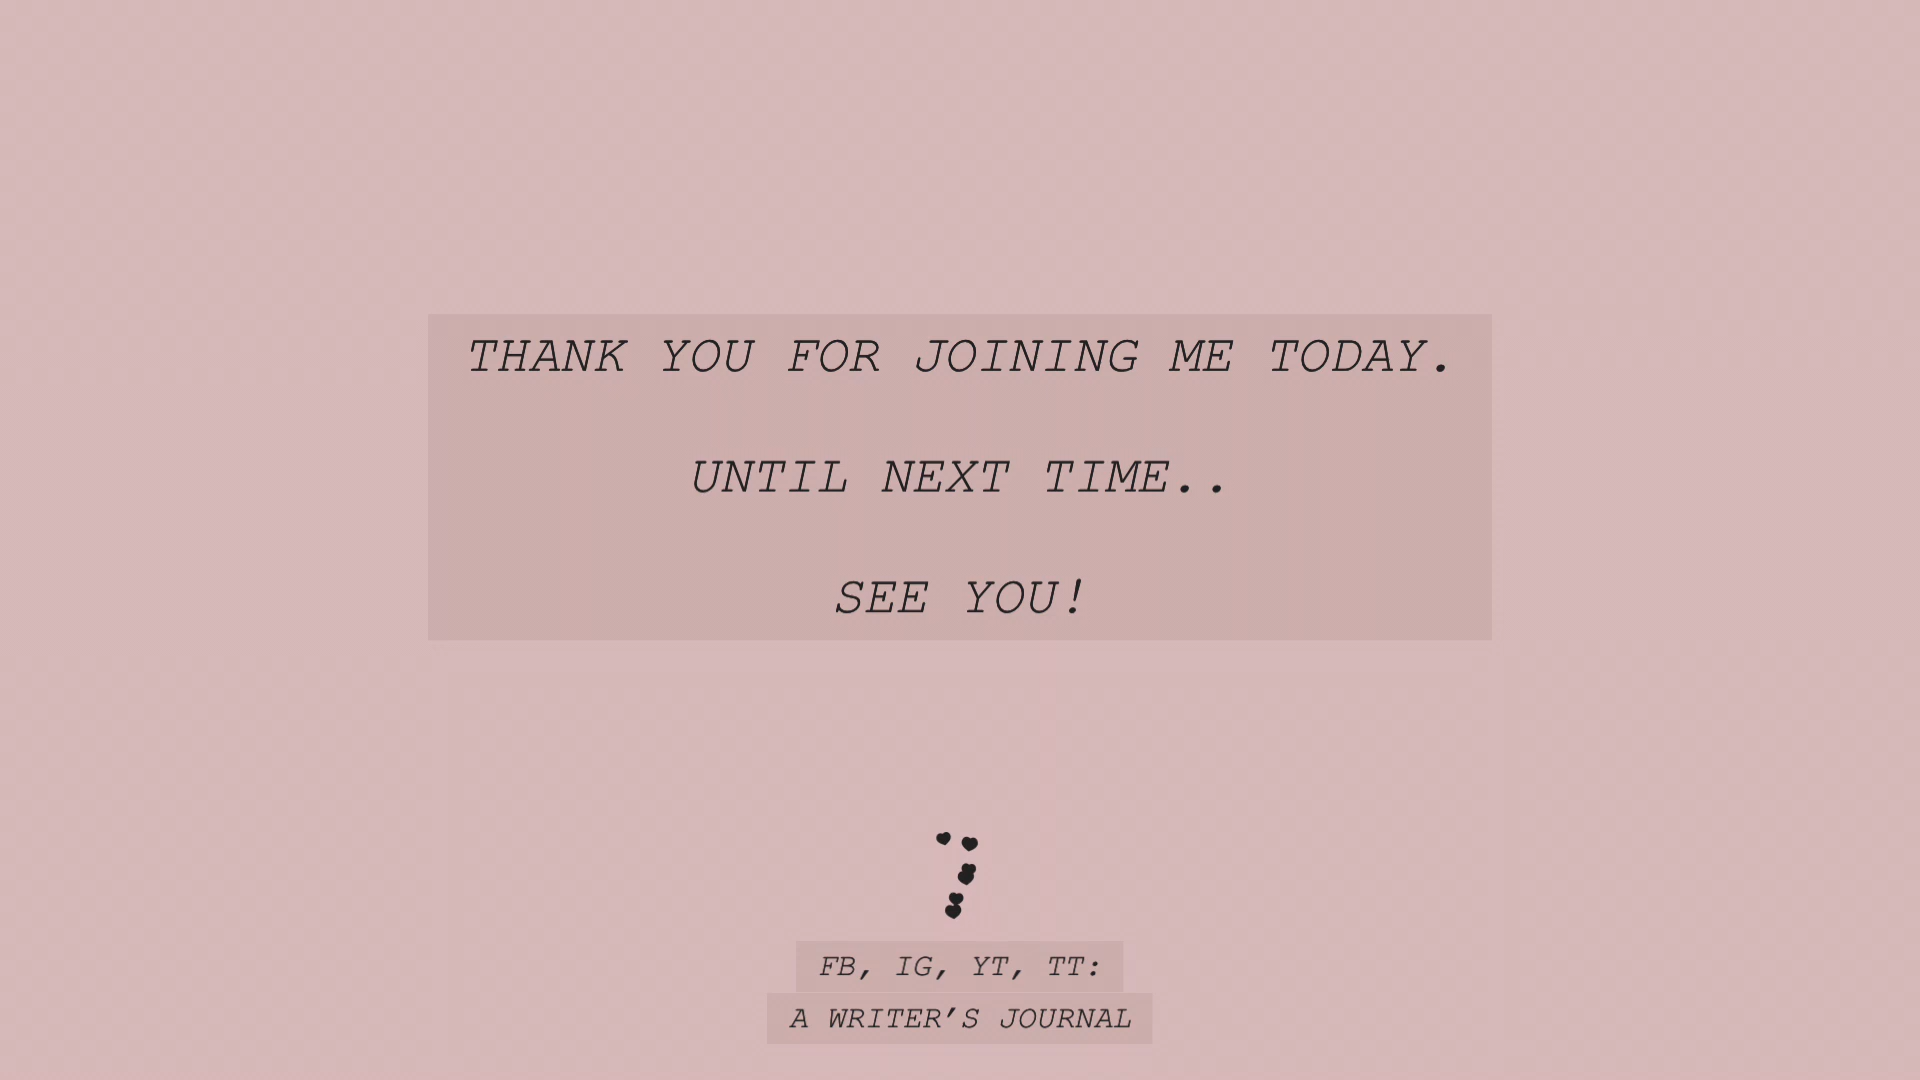 THANK YOU FOR JOINING ME TODAY.
UNTIL NEXT TIME..
SEE YOU!
FB, IG, YT, TT:
A WRITER'S JOURNAL